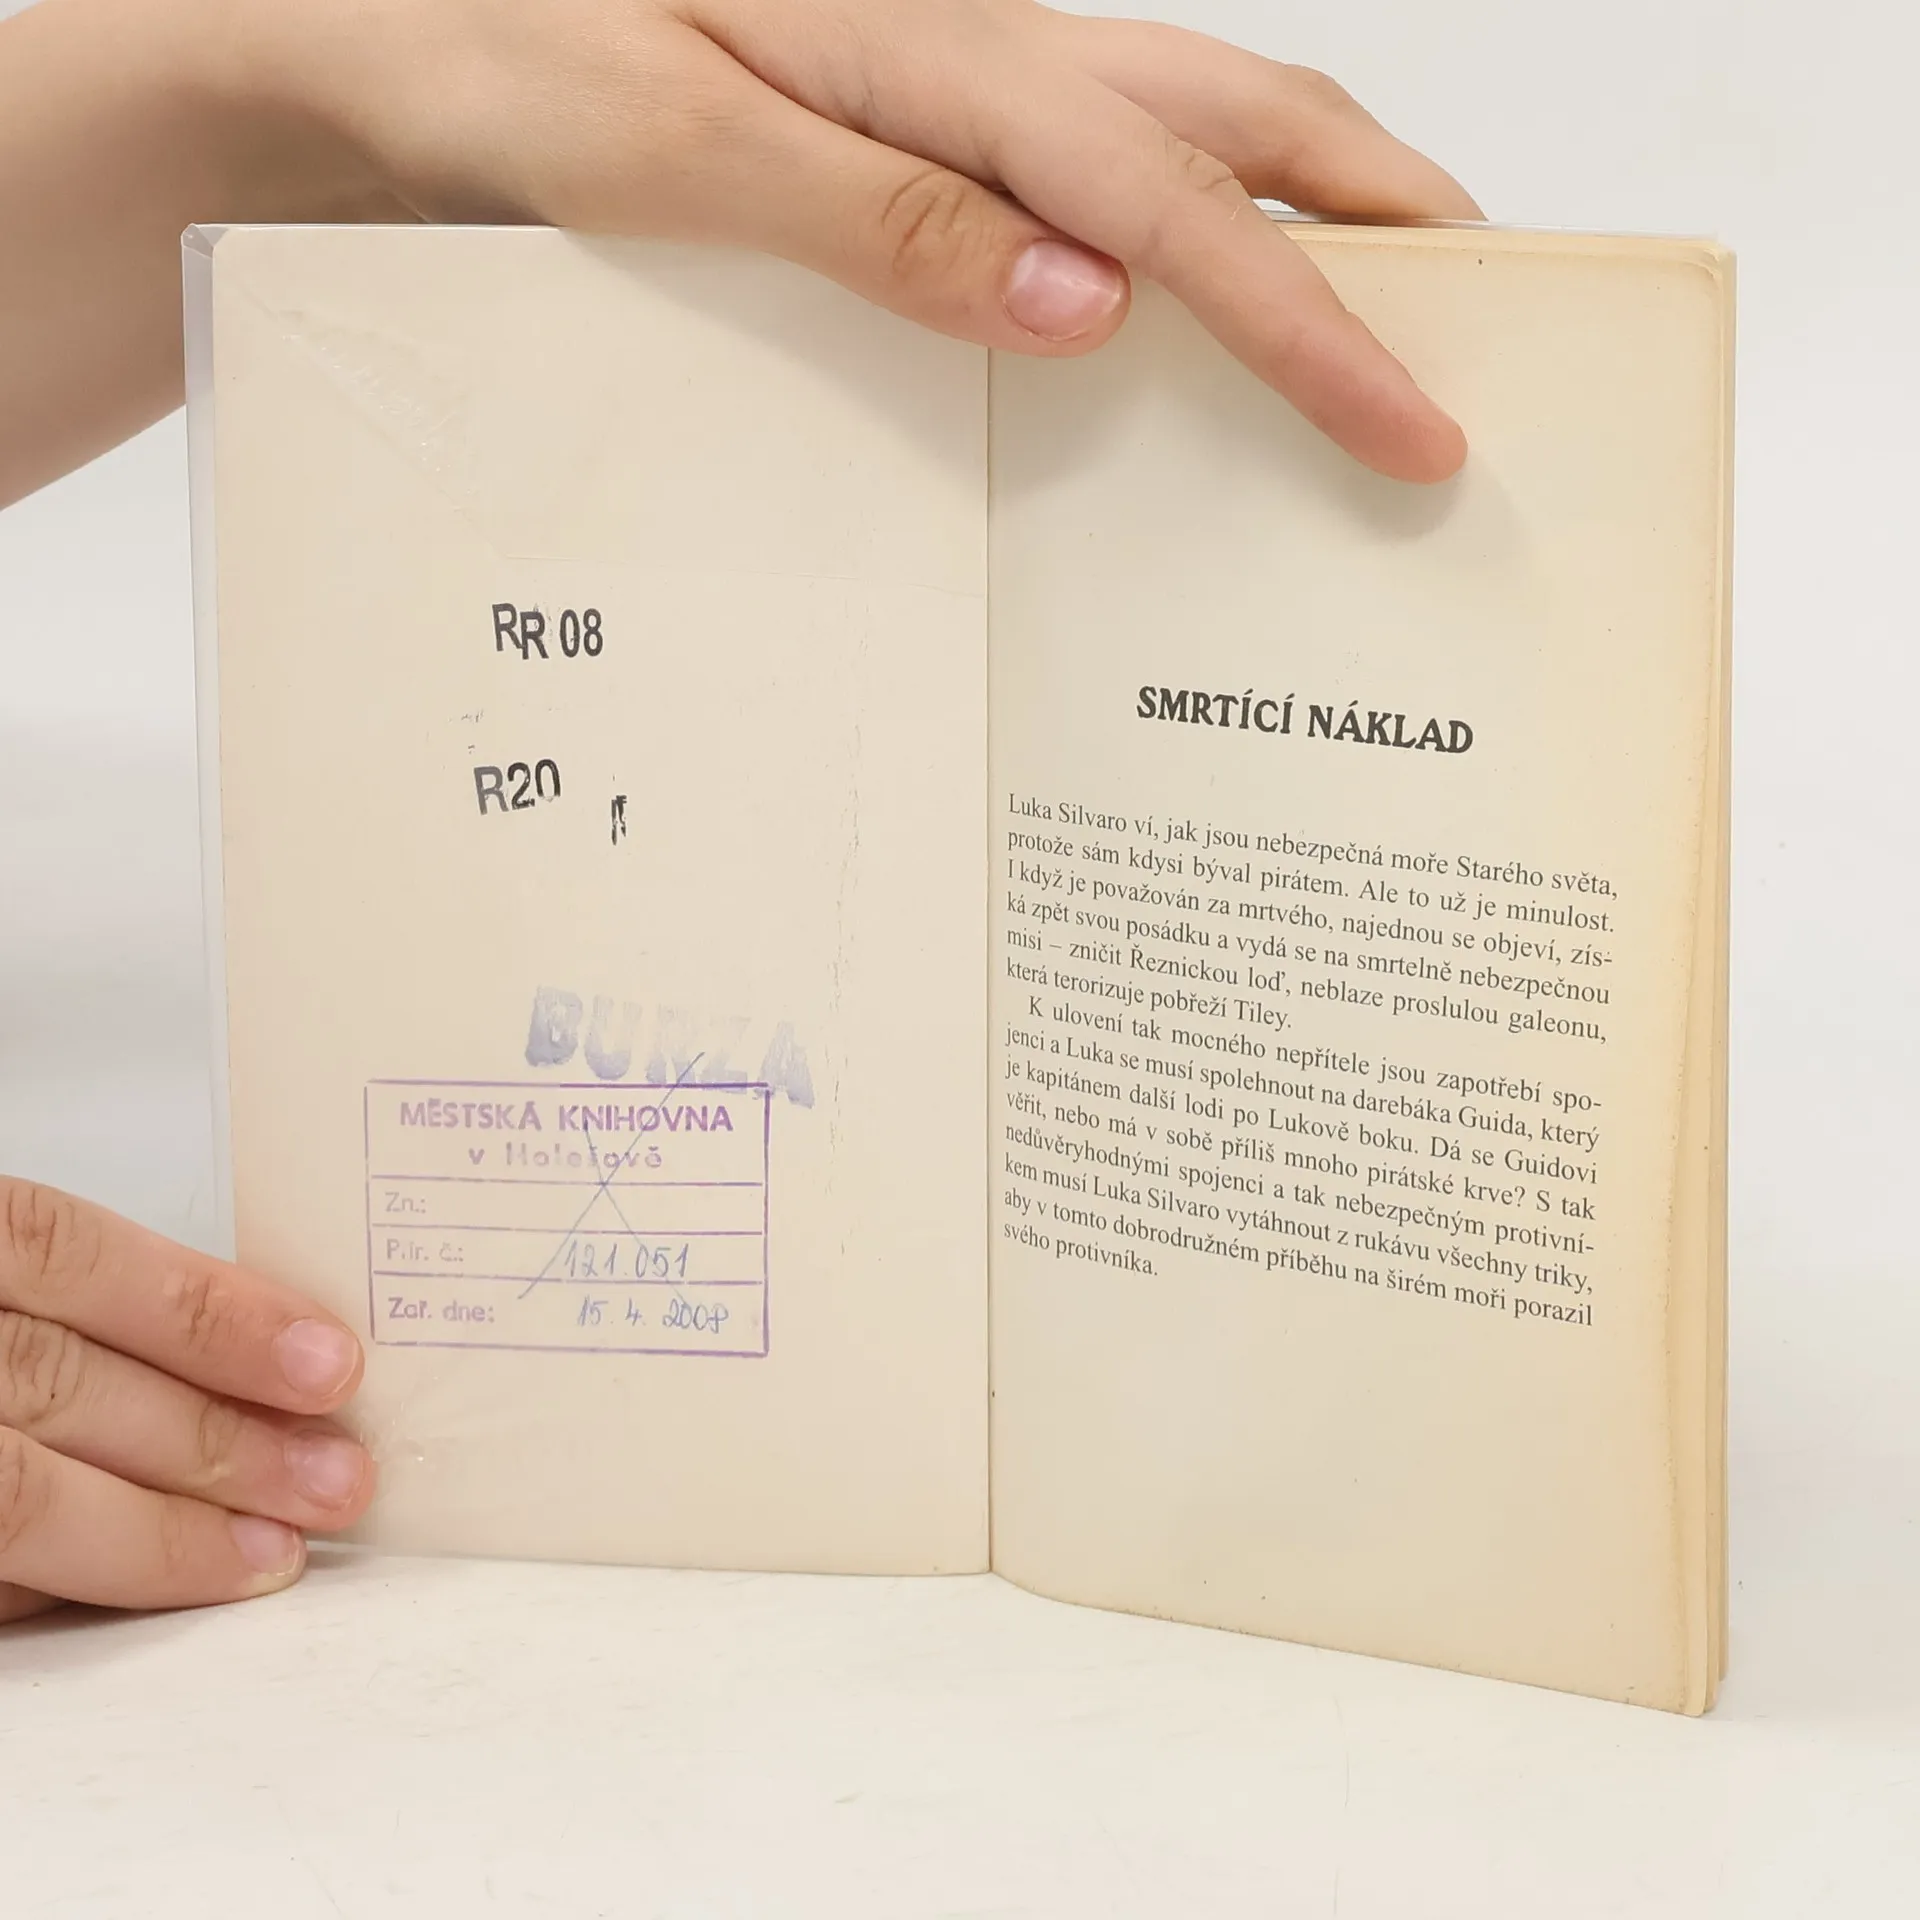 RR 08
R20
BURZA
MĚSTSKÁ KNIHOVNA
v Holešově
Zn.:
P.ír. č.: 121.051
Zař. dne: 15. 4. 2008
SMRTÍCÍ NÁKLAD
Luka Silvaro ví, jak jsou nebezpečná moře Starého světa,
protože sám kdysi býval pirátem. Ale to už je minulost.
I když je považován za mrtvého, najednou se objeví, zís-
ká zpět svou posádku a vydá se na smrtelně nebezpečnou
misi – zničit Řeznickou loď, neblaze proslulou galeonu,
která terorizuje pobřeží Tiley.
K ulovení tak mocného nepřítele jsou zapotřebí spo-
jenci a Luka se musí spolehnout na darebáka Guida, který
je kapitánem další lodi po Lukově boku. Dá se Guidovi
věřit, nebo má v sobě příliš mnoho pirátské krve? S tak
nedůvěryhodnými spojenci a tak nebezpečným protivní-
kem musí Luka Silvaro vytáhnout z rukávu všechny triky,
aby v tomto dobrodružném příběhu na širém moři porazil
svého protivníka.